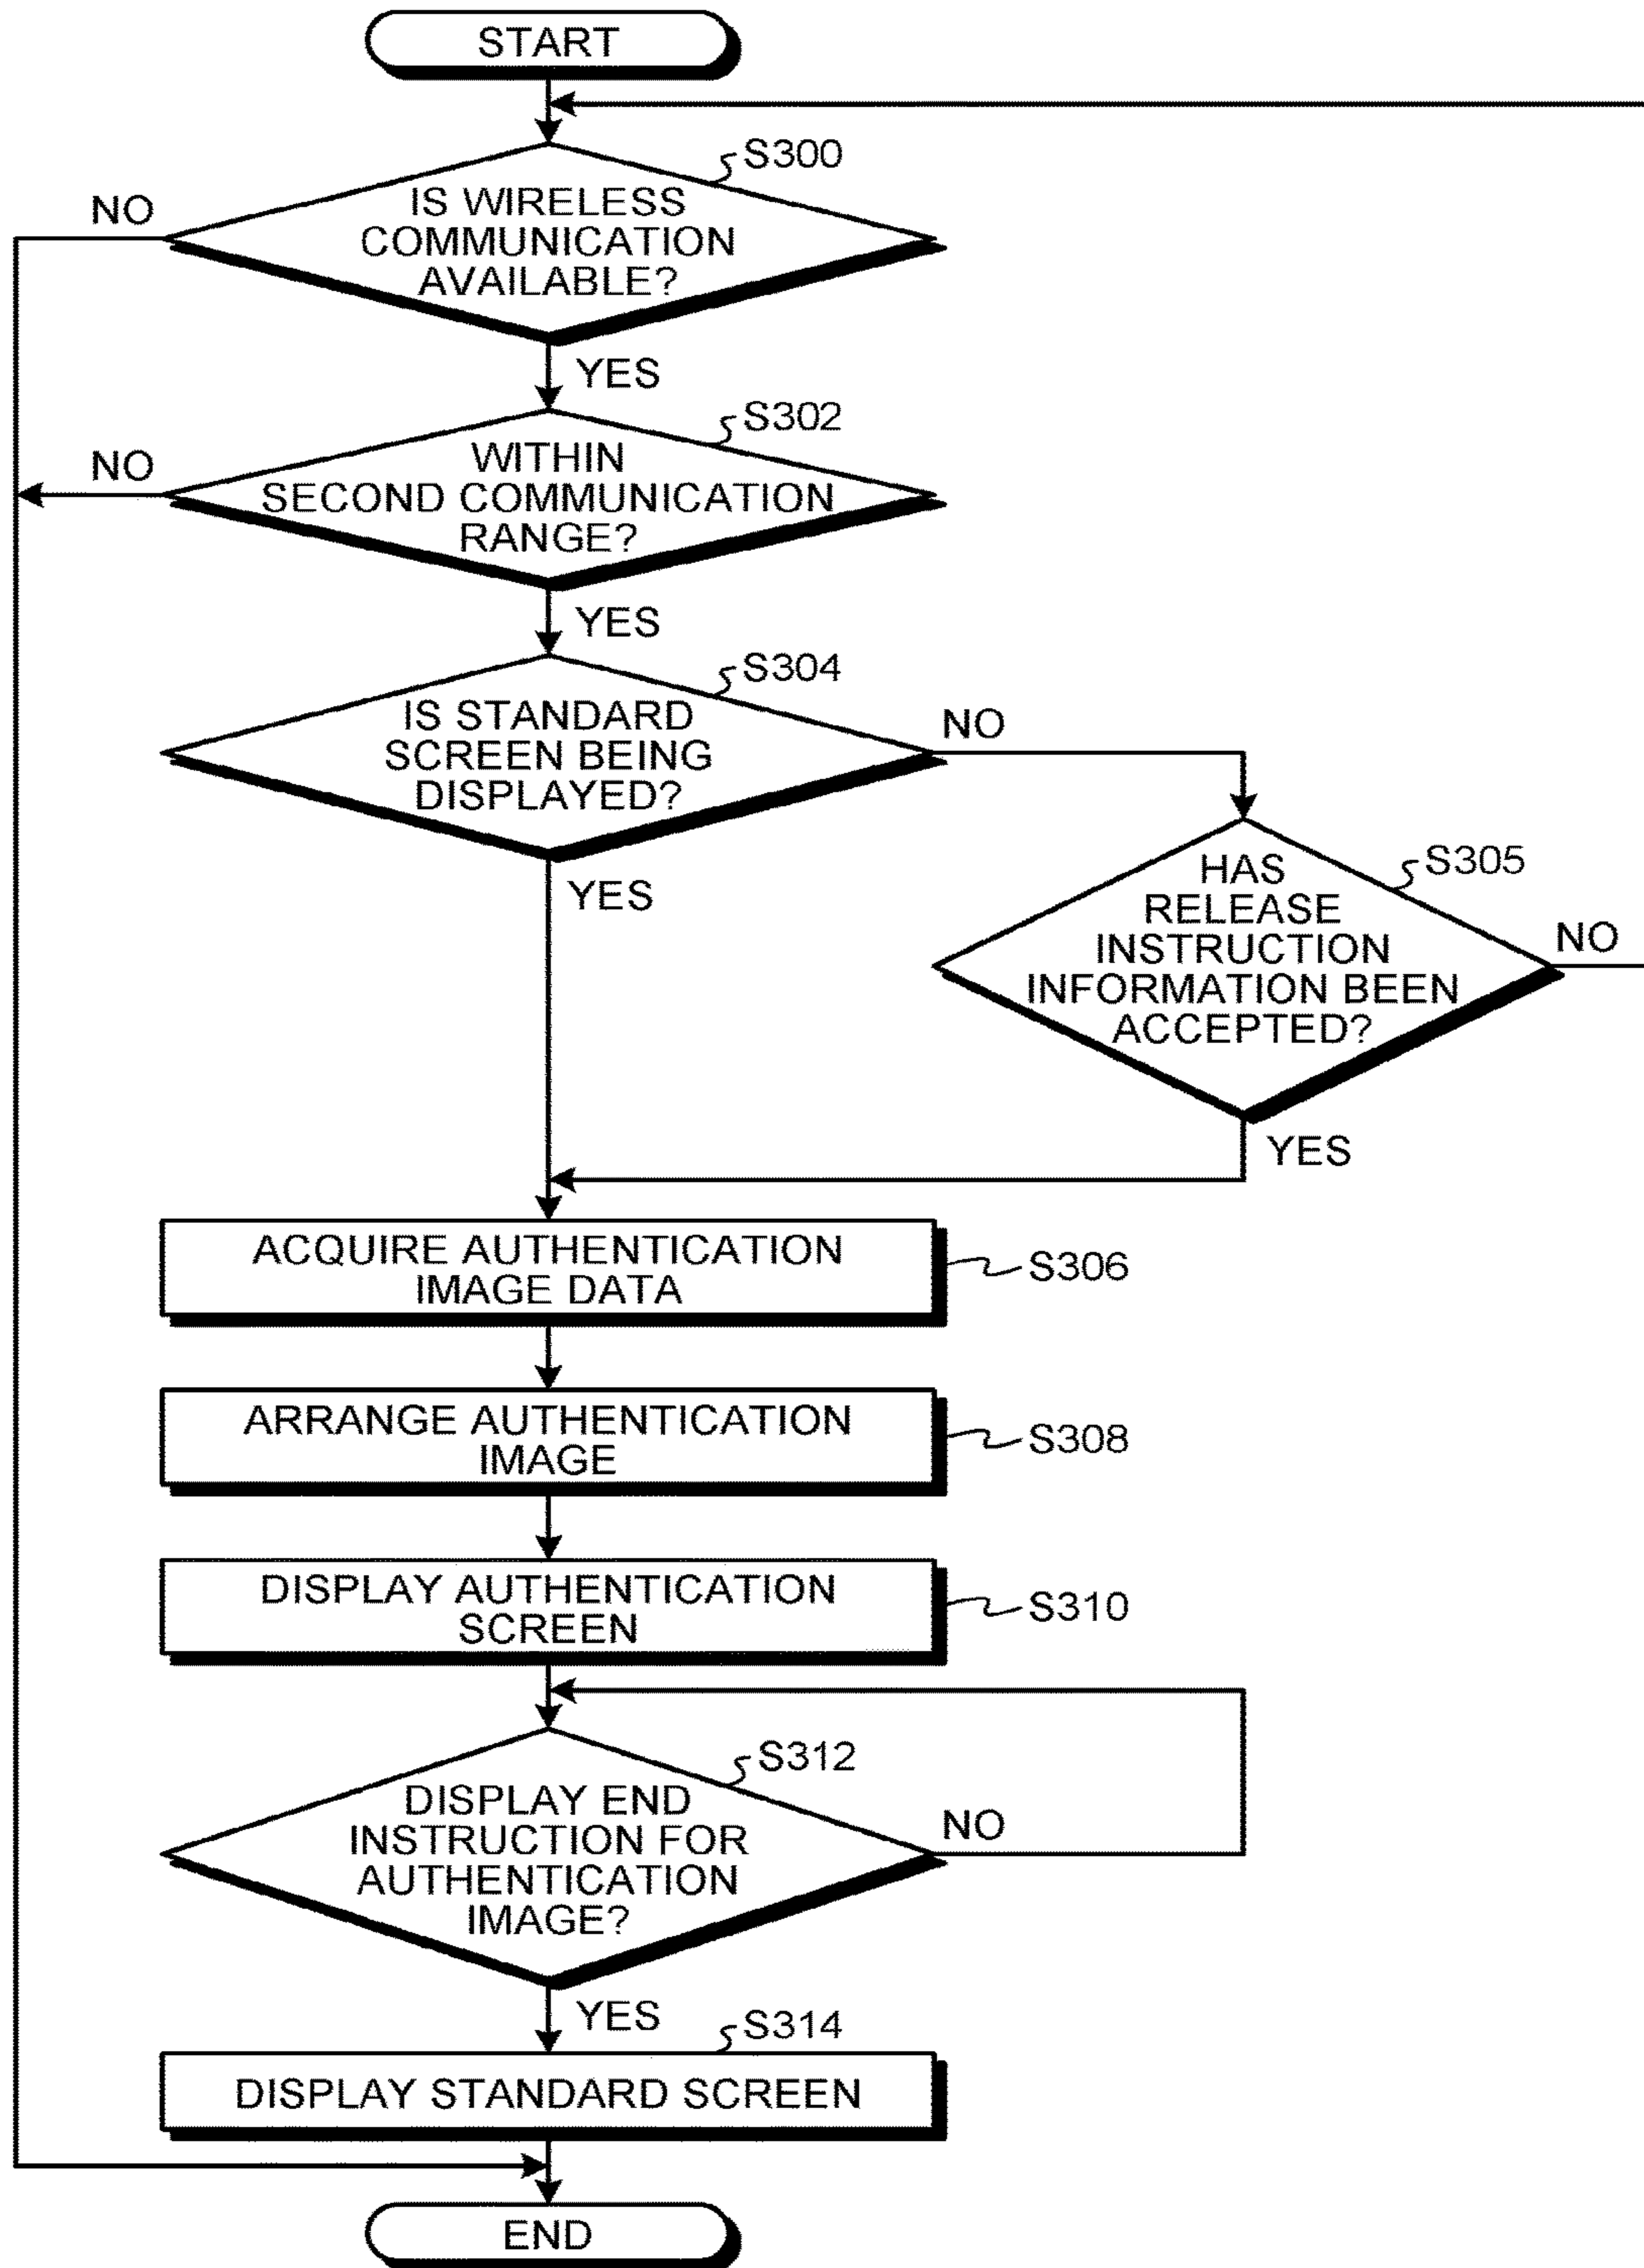 START
S300
NO
IS WIRELESS
COMMUNICATION
AVAILABLE?
YES
S302
NO
WITHIN
SECOND COMMUNICATION
RANGE?
YES
S304
IS STANDARD
SCREEN BEING
DISPLAYED?
NO
YES
S305
HAS
RELEASE
INSTRUCTION
INFORMATION BEEN
ACCEPTED?
NO
YES
ACQUIRE AUTHENTICATION
IMAGE DATA
S306
ARRANGE AUTHENTICATION
IMAGE
S308
DISPLAY AUTHENTICATION
SCREEN
S310
S312
DISPLAY END
INSTRUCTION FOR
AUTHENTICATION
IMAGE?
NO
YES
S314
DISPLAY STANDARD SCREEN
END